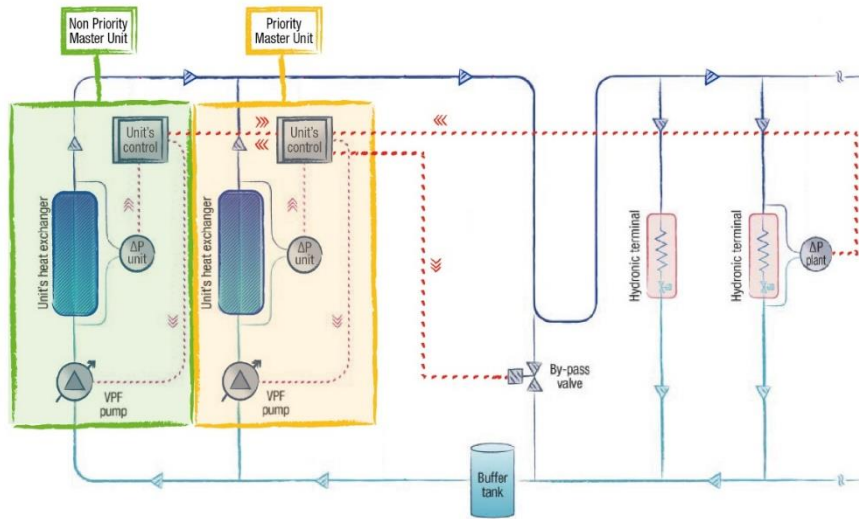 Non Priority
Master Unit
Priority
Master Unit
Unit's
control
Unit's
control
Unit's heat exchanger
ΔP
unit
Unit's heat exchanger
ΔP
unit
VPF
pump
VPF
pump
By-pass
valve
Buffer
tank
Hydronic terminal
Hydronic terminal
ΔP
plant